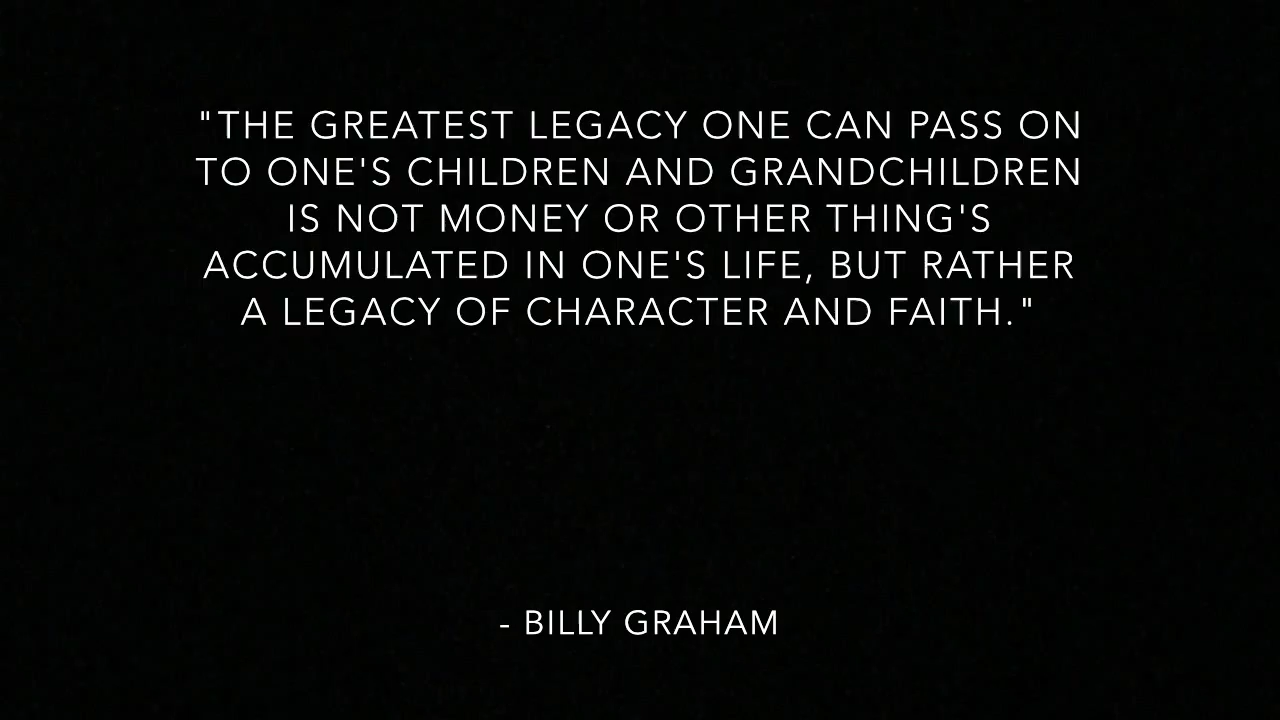 "THE GREATEST LEGACY ONE CAN PASS ON
TO ONE'S CHILDREN AND GRANDCHILDREN
IS NOT MONEY OR OTHER THING'S
ACCUMULATED IN ONE'S LIFE, BUT RATHER
A LEGACY OF CHARACTER AND FAITH."
- BILLY GRAHAM